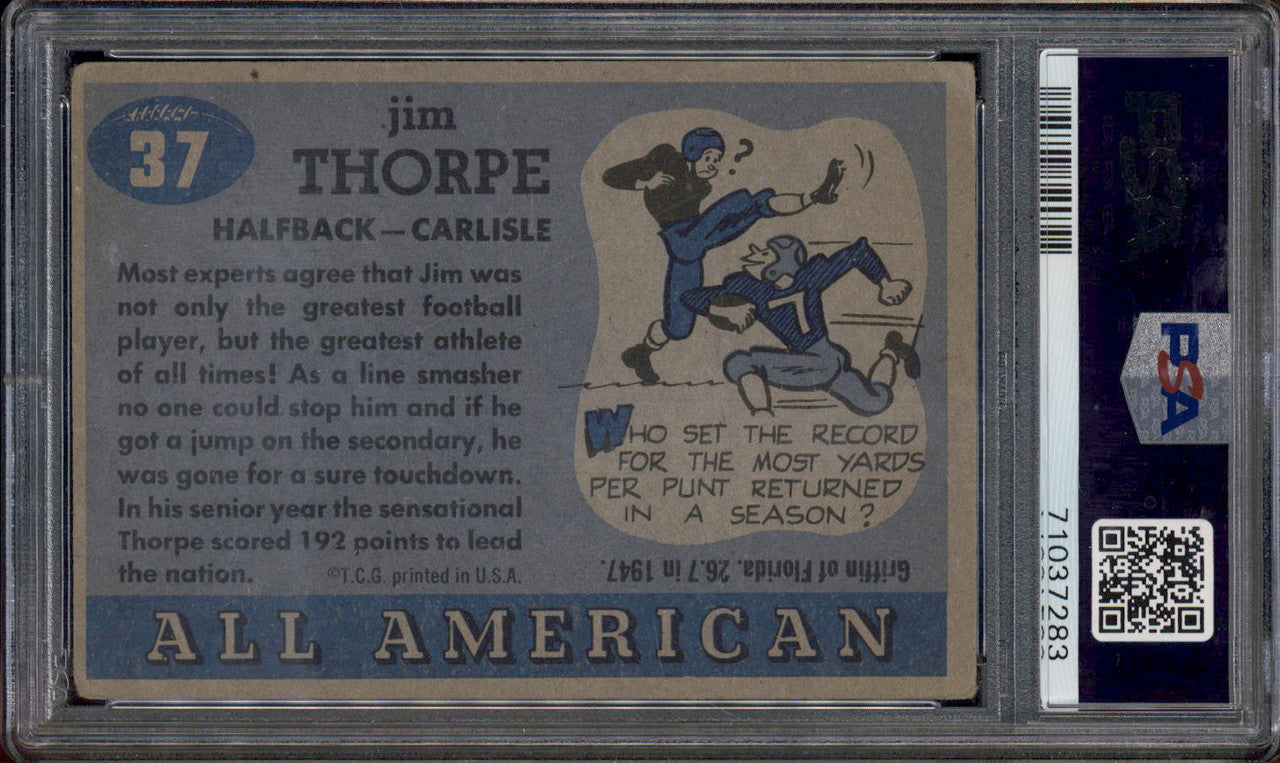 37
jim
THORPE
HALFBACK — CARLISLE
Most experts agree that Jim was
not only the greatest football
player, but the greatest athlete
of all times! As a line smasher
no one could stop him and if he
got a jump on the secondary, he
was gone for a sure touchdown.
In his senior year the sensational
Thorpe scored 192 points to lead
the nation.
©T.C.G. printed in U.S.A.
?
7
WHO SET THE RECORD
FOR THE MOST YARDS
PER PUNT RETURNED
IN A SEASON?
Griffin of Florida. 26.7 in 1947.
ALL AMERICAN
PSA
PSA
71037283